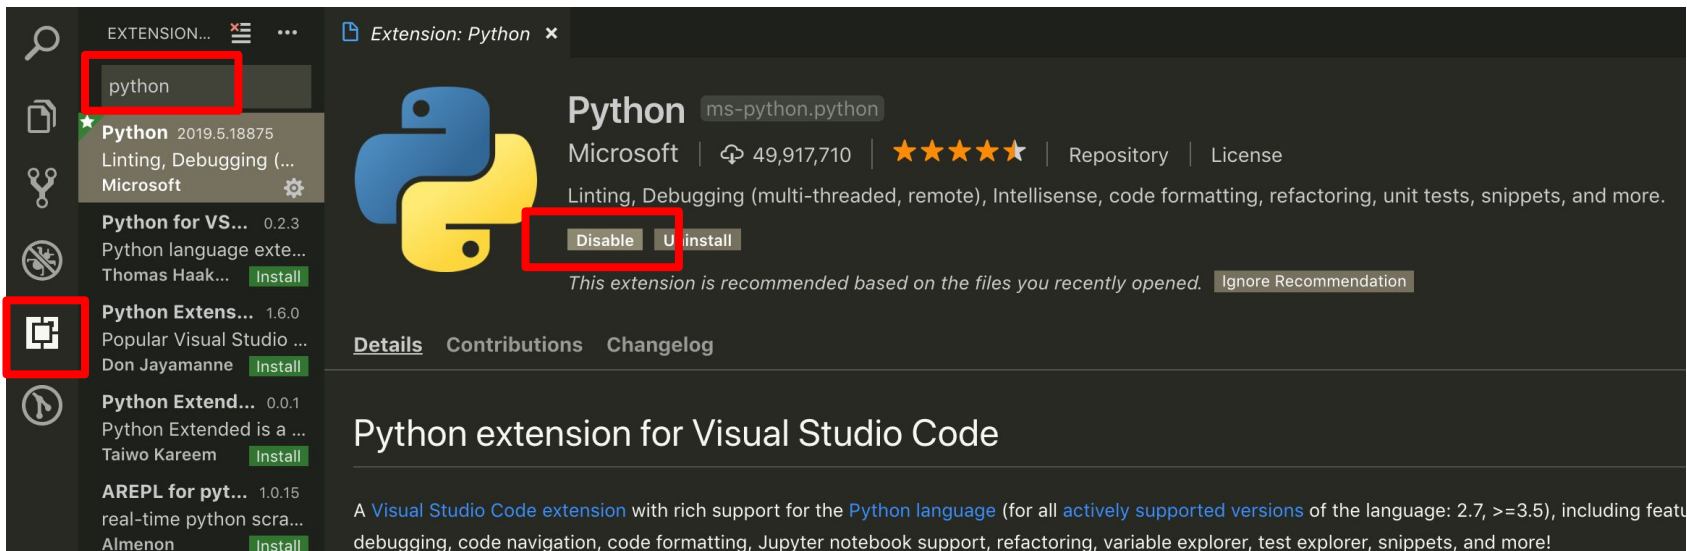 EXTENSION...
python
Python 2019.5.18875
Linting, Debugging (...
Microsoft
Python for VS... 0.2.3
Python language exte...
Thomas Haak... Install
Python Extens... 1.6.0
Popular Visual Studio ...
Don Jayamanne Install
Python Extend... 0.0.1
Python Extended is a ...
Taiwo Kareem Install
AREPL for pyt... 1.0.15
real-time python scra...
Almenon Install
Extension: Python ×
Python ms-python.python
Microsoft | 49,917,710 | Repository | License
Linting, Debugging (multi-threaded, remote), Intellisense, code formatting, refactoring, unit tests, snippets, and more.
Disable Uninstall
This extension is recommended based on the files you recently opened. Ignore Recommendation
Details Contributions Changelog
Python extension for Visual Studio Code
A Visual Studio Code extension with rich support for the Python language (for all actively supported versions of the language: 2.7, >=3.5), including featu
debugging, code navigation, code formatting, Jupyter notebook support, refactoring, variable explorer, test explorer, snippets, and more!